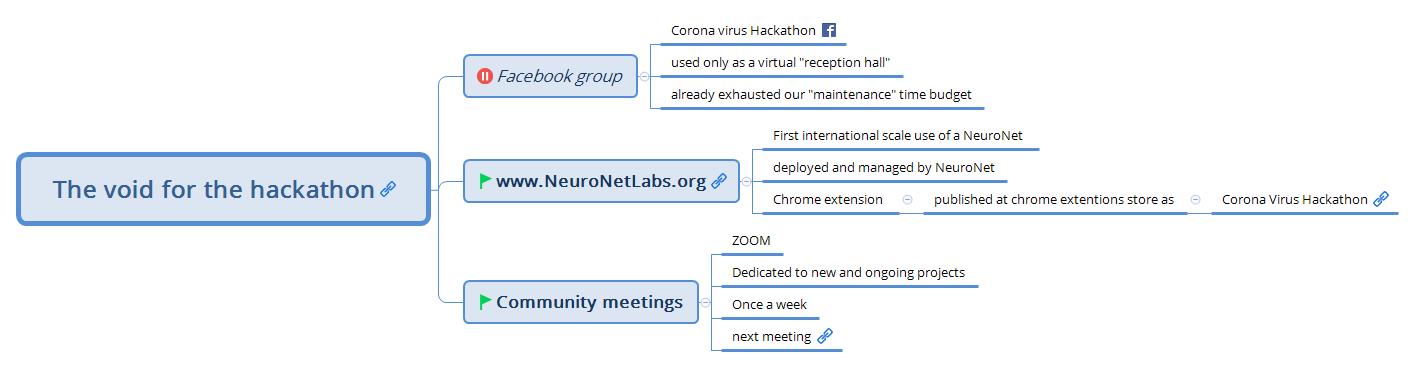 The void for the hackathon
Facebook group
Corona virus Hackathon
used only as a virtual "reception hall"
already exhausted our "maintenance" time budget
www.NeuroNetLabs.org
First international scale use of a NeuroNet
deployed and managed by NeuroNet
Chrome extension
published at chrome extentions store as
Corona Virus Hackathon
Community meetings
ZOOM
Dedicated to new and ongoing projects
Once a week
next meeting